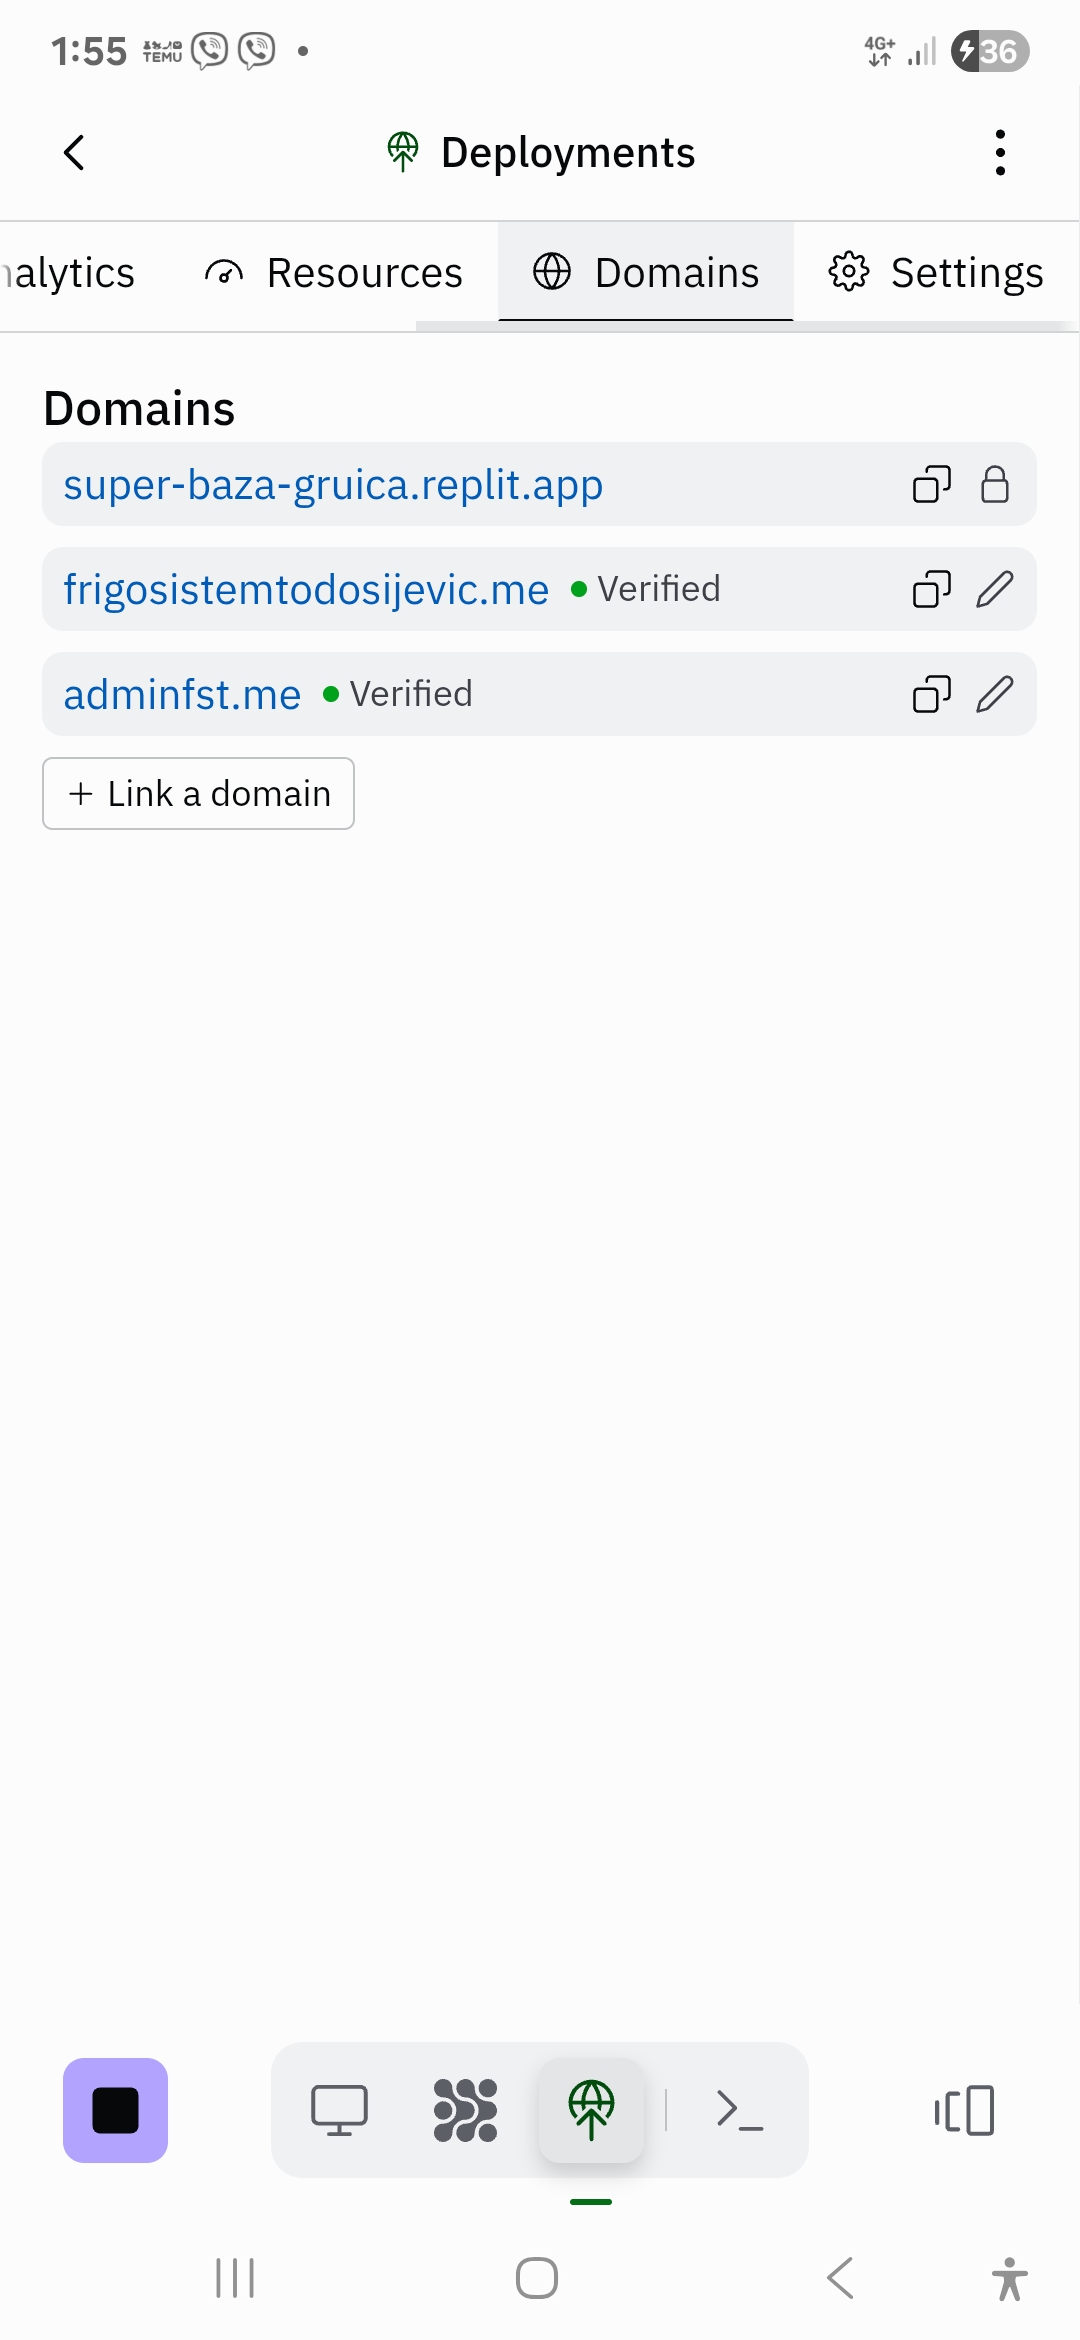 1:55 TEMU 4G+ 36
Deployments
nalytics Resources Domains Settings
Domains
super-baza-gruica.replit.app
frigosistemtodosijevic.me Verified
adminfst.me Verified
+ Link a domain